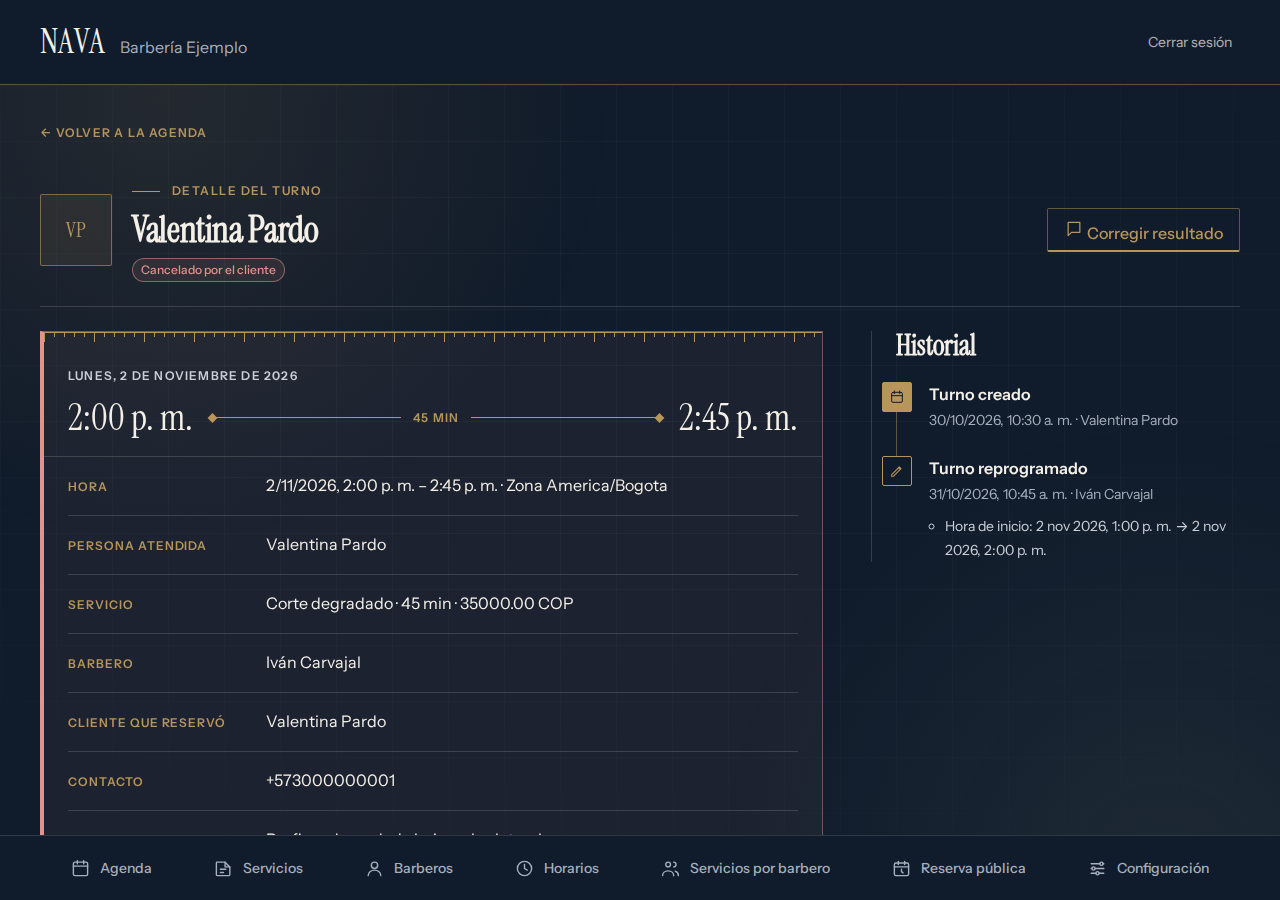 NAVA Barbería Ejemplo
Cerrar sesión
← VOLVER A LA AGENDA
VP
DETALLE DEL TURNO
Valentina Pardo
Cancelado por el cliente
Corregir resultado
LUNES, 2 DE NOVIEMBRE DE 2026
2:00 p. m. 45 MIN 2:45 p. m.
HORA 2/11/2026, 2:00 p. m. – 2:45 p. m. · Zona America/Bogota
PERSONA ATENDIDA Valentina Pardo
SERVICIO Corte degradado · 45 min · 35000.00 COP
BARBERO Iván Carvajal
CLIENTE QUE RESERVÓ Valentina Pardo
CONTACTO +573000000001
Historial
Turno creado
30/10/2026, 10:30 a. m. · Valentina Pardo
Turno reprogramado
31/10/2026, 10:45 a. m. · Iván Carvajal
Hora de inicio: 2 nov 2026, 1:00 p. m. → 2 nov
2026, 2:00 p. m.
Agenda Servicios Barberos Horarios Servicios por barbero Reserva pública Configuración